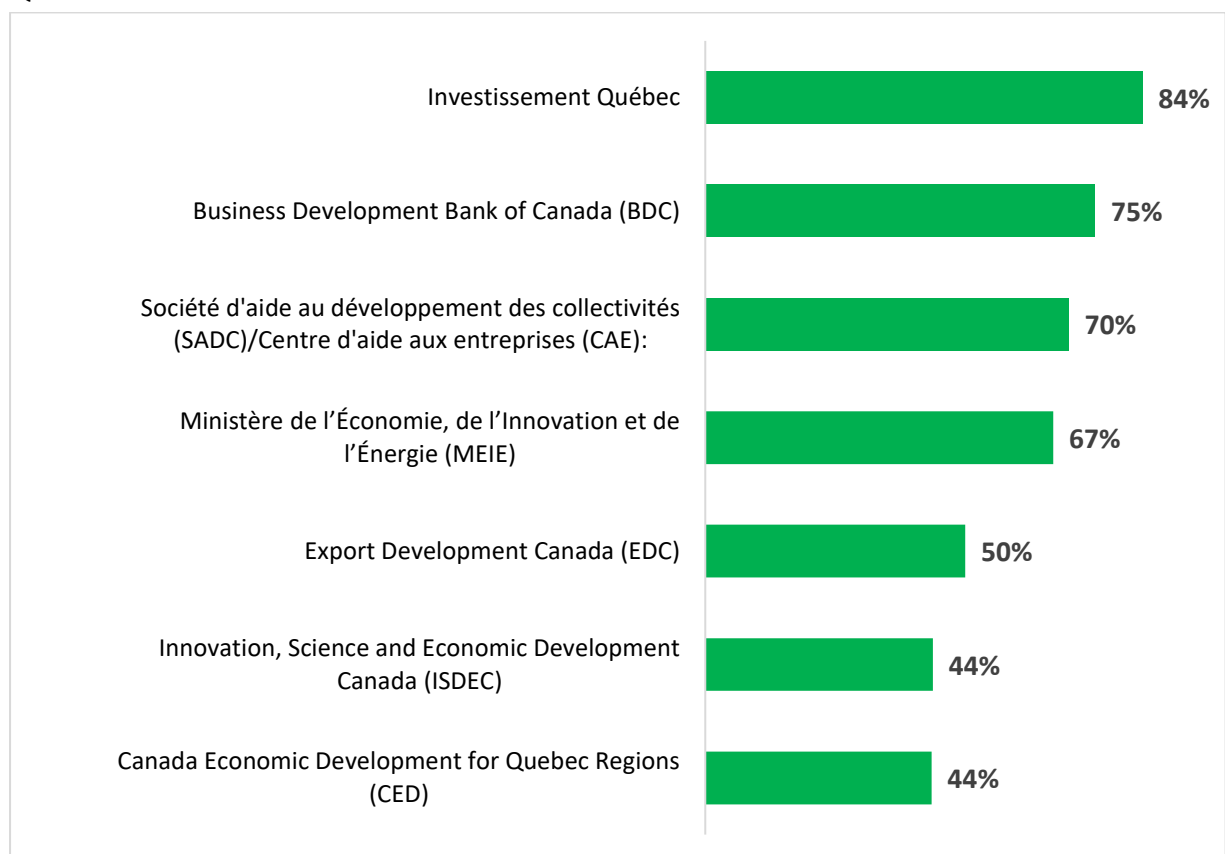 Investissement Québec
84%
Business Development Bank of Canada (BDC)
75%
Société d'aide au développement des collectivités
(SADC)/Centre d'aide aux entreprises (CAE):
70%
Ministère de l’Économie, de l’Innovation et de
l’Énergie (MEIE)
67%
Export Development Canada (EDC)
50%
Innovation, Science and Economic Development
Canada (ISDEC)
44%
Canada Economic Development for Quebec Regions
(CED)
44%